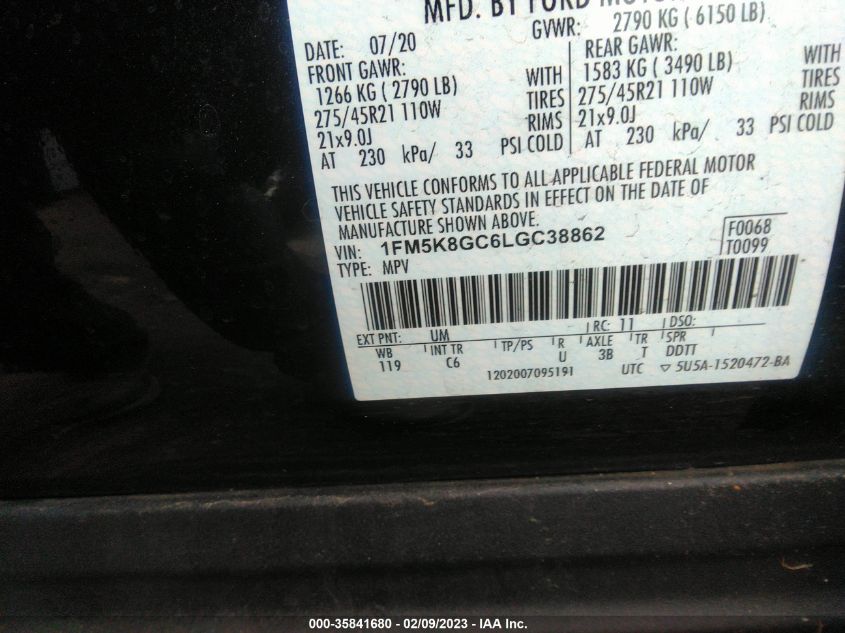 MFD. BY FORD MOTOR
GVWR: 2790 KG ( 6150 LB)
DATE: 07/20
FRONT GAWR: 1266 KG ( 2790 LB) WITH
275/45R21 110W TIRES
21x9.0J RIMS
AT 230 kPa/ 33 PSI COLD
REAR GAWR: 1583 KG ( 3490 LB) WITH
275/45R21 110W TIRES
21x9.0J RIMS
AT 230 kPa/ 33 PSI COLD
THIS VEHICLE CONFORMS TO ALL APPLICABLE FEDERAL MOTOR
VEHICLE SAFETY STANDARDS IN EFFECT ON THE DATE OF
MANUFACTURE SHOWN ABOVE.
VIN: 1FM5K8GC6LGC38862
TYPE: MPV
F0068
T0099
EXT PNT: UM RC: 11 DSO:
WB INT TR TP/PS R AXLE TR SPR
119 C6 U 3B T DDTT
1202007095191 UTC ▽ 5U5A-1520472-BA
000-35841680 - 02/09/2023 - IAA Inc.